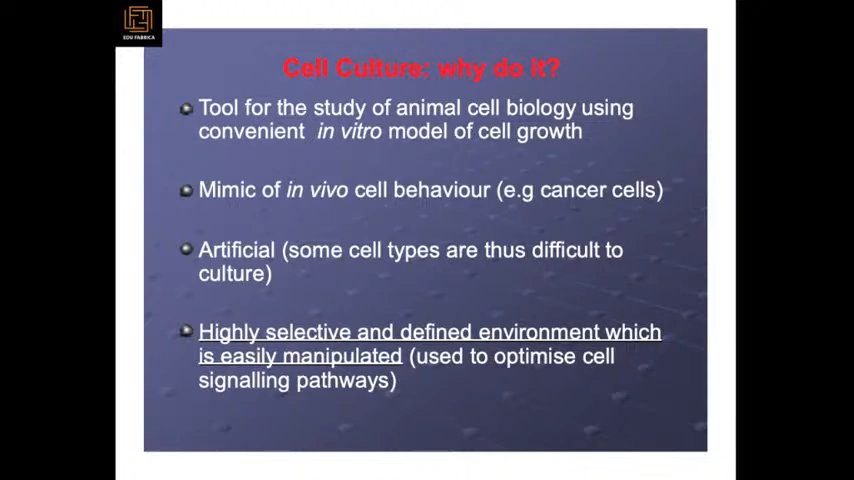 EDU FABRICA
Cell Culture: why do it?
Tool for the study of animal cell biology using
convenient in vitro model of cell growth
Mimic of in vivo cell behaviour (e.g cancer cells)
Artificial (some cell types are thus difficult to
culture)
Highly selective and defined environment which
is easily manipulated (used to optimise cell
signalling pathways)